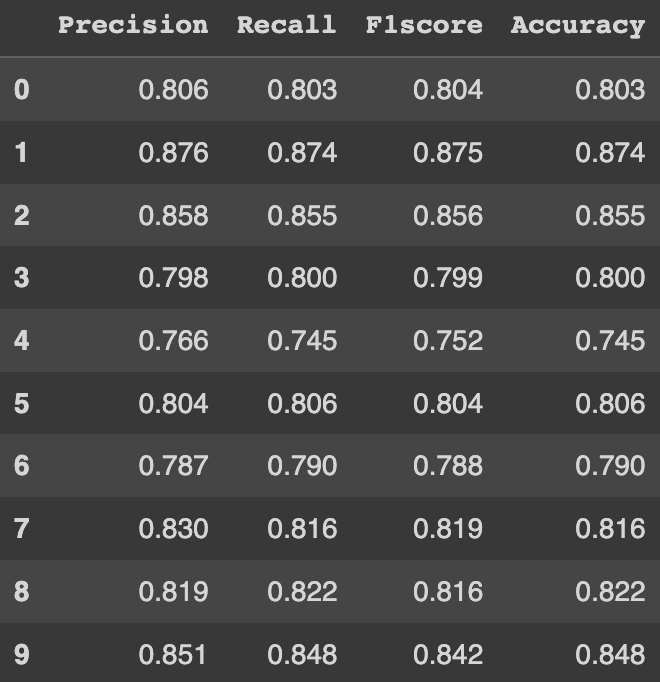 Precision Recall F1score Accuracy
0 0.806 0.803 0.804 0.803
1 0.876 0.874 0.875 0.874
2 0.858 0.855 0.856 0.855
3 0.798 0.800 0.799 0.800
4 0.766 0.745 0.752 0.745
5 0.804 0.806 0.804 0.806
6 0.787 0.790 0.788 0.790
7 0.830 0.816 0.819 0.816
8 0.819 0.822 0.816 0.822
9 0.851 0.848 0.842 0.848